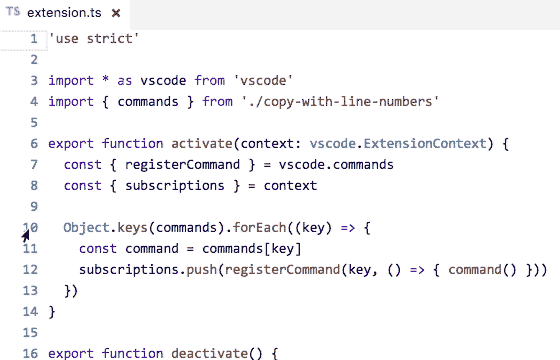 TS extension.ts ×
1 'use strict'
2
3 import * as vscode from 'vscode'
4 import { commands } from './copy-with-line-numbers'
5
6 export function activate(context: vscode.ExtensionContext) {
7   const { registerCommand } = vscode.commands
8   const { subscriptions } = context
9
10   Object.keys(commands).forEach((key) => {
11     const command = commands[key]
12     subscriptions.push(registerCommand(key, () => { command() }))
13   })
14 }
15
16 export function deactivate() {